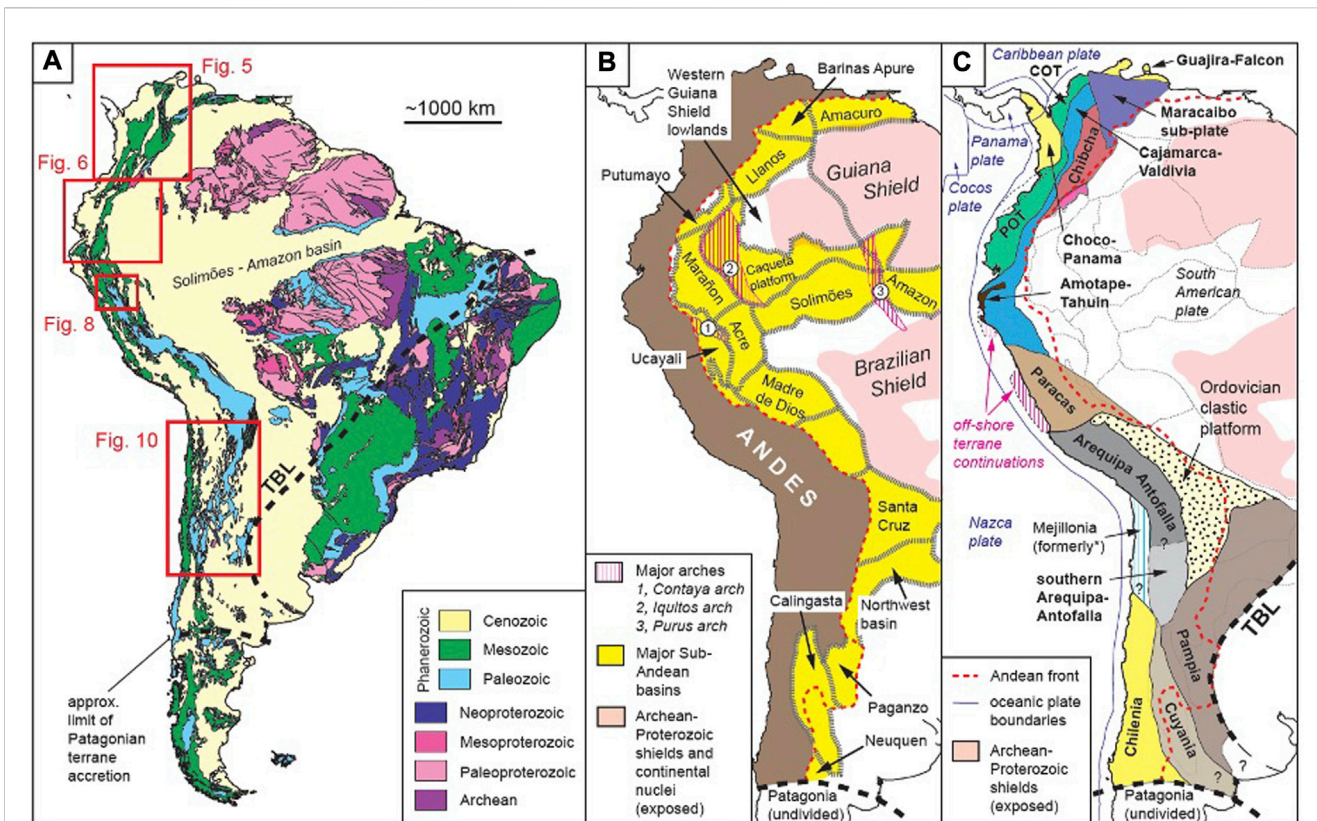 A
Fig. 5
~1000 km
Fig. 6
Solimões - Amazon basin
Fig. 8
Fig. 10
TBL
approx.
limit of
Patagonian
terrane
accretion
Phanerozoic
Cenozoic
Mesozoic
Paleozoic
Neoproterozoic
Mesoproterozoic
Paleoproterozoic
Archean
B
Western
Guiana
Shield
lowlands
Barinas Apure
Amacuro
Llanos
Putumayo
Guiana
Shield
Marañon
2
Caqueta
platform
Solimões
3
Amazon
1
Acre
Ucayali
Brazilian
Shield
Madre
de Dios
ANDES
Santa
Cruz
Calingasta
Northwest
basin
Paganzo
Neuquen
Patagonia
(undivided)
Major arches
1, Contaya arch
2, Iquitos arch
3, Purus arch
Major Sub-
Andean
basins
Archean-
Proterozoic
shields and
continental
nuclei
(exposed)
C
Caribbean plate
COT
Guajira-Falcon
Panama
plate
Maracaibo
sub-plate
Cocos
plate
Chibcha
Cajamarca-
Valdivia
POT
Choco-
Panama
Amotape-
Tahuin
South
American
plate
Paracas
Ordovician
clastic
platform
off-shore
terrane
continuations
Arequipa
Antofalla
Nazca
plate
Mejillonia
(formerly*)
?
southern
Arequipa-
Antofalla
?
Pampia
TBL
Chilenia
Cuyania
?
?
Patagonia
(undivided)
Andean front
oceanic plate
boundaries
Archean-
Proterozoic
shields
(exposed)